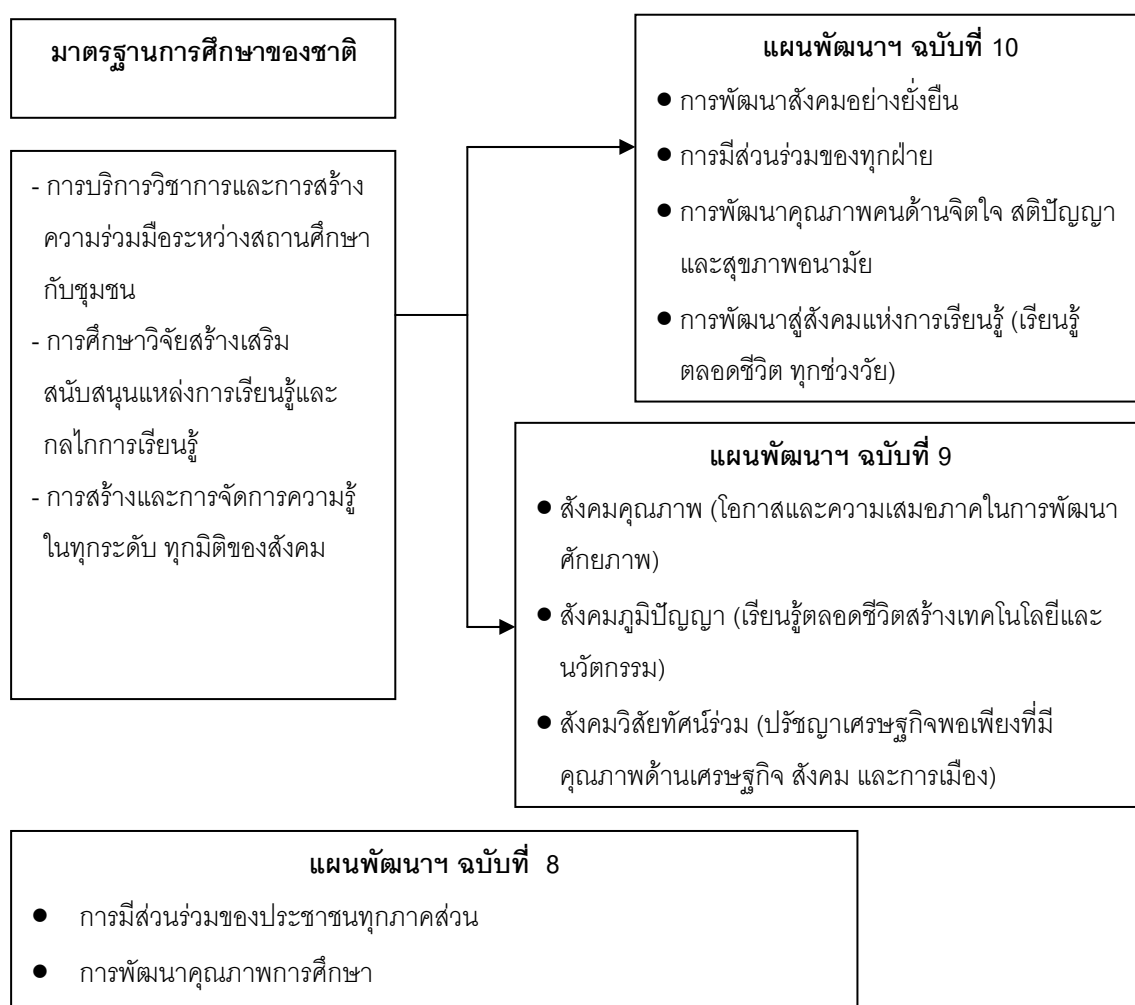 มาตรฐานการศึกษาของชาติ
- การบริการวิชาการและการสร้าง
ความร่วมมือระหว่างสถานศึกษา
กับชุมชน
- การศึกษาวิจัยสร้างเสริม
สนับสนุนแหล่งการเรียนรู้และ
กลไกการเรียนรู้
- การสร้างและการจัดการความรู้
ในทุกระดับ ทุกมิติของสังคม
แผนพัฒนาฯ ฉบับที่ 10
● การพัฒนาสังคมอย่างยั่งยืน
● การมีส่วนร่วมของทุกฝ่าย
● การพัฒนาคุณภาพคนด้านจิตใจ สติปัญญา
และสุขภาพอนามัย
● การพัฒนาสู่สังคมแห่งการเรียนรู้ (เรียนรู้
ตลอดชีวิต ทุกช่วงวัย)
แผนพัฒนาฯ ฉบับที่ 9
● สังคมคุณภาพ (โอกาสและความเสมอภาคในการพัฒนา
ศักยภาพ)
● สังคมภูมิปัญญา (เรียนรู้ตลอดชีวิตสร้างเทคโนโลยีและ
นวัตกรรม)
● สังคมวิสัยทัศน์ร่วม (ปรัชญาเศรษฐกิจพอเพียงที่มี
คุณภาพด้านเศรษฐกิจ สังคม และการเมือง)
แผนพัฒนาฯ ฉบับที่ 8
● การมีส่วนร่วมของประชาชนทุกภาคส่วน
● การพัฒนาคุณภาพการศึกษา